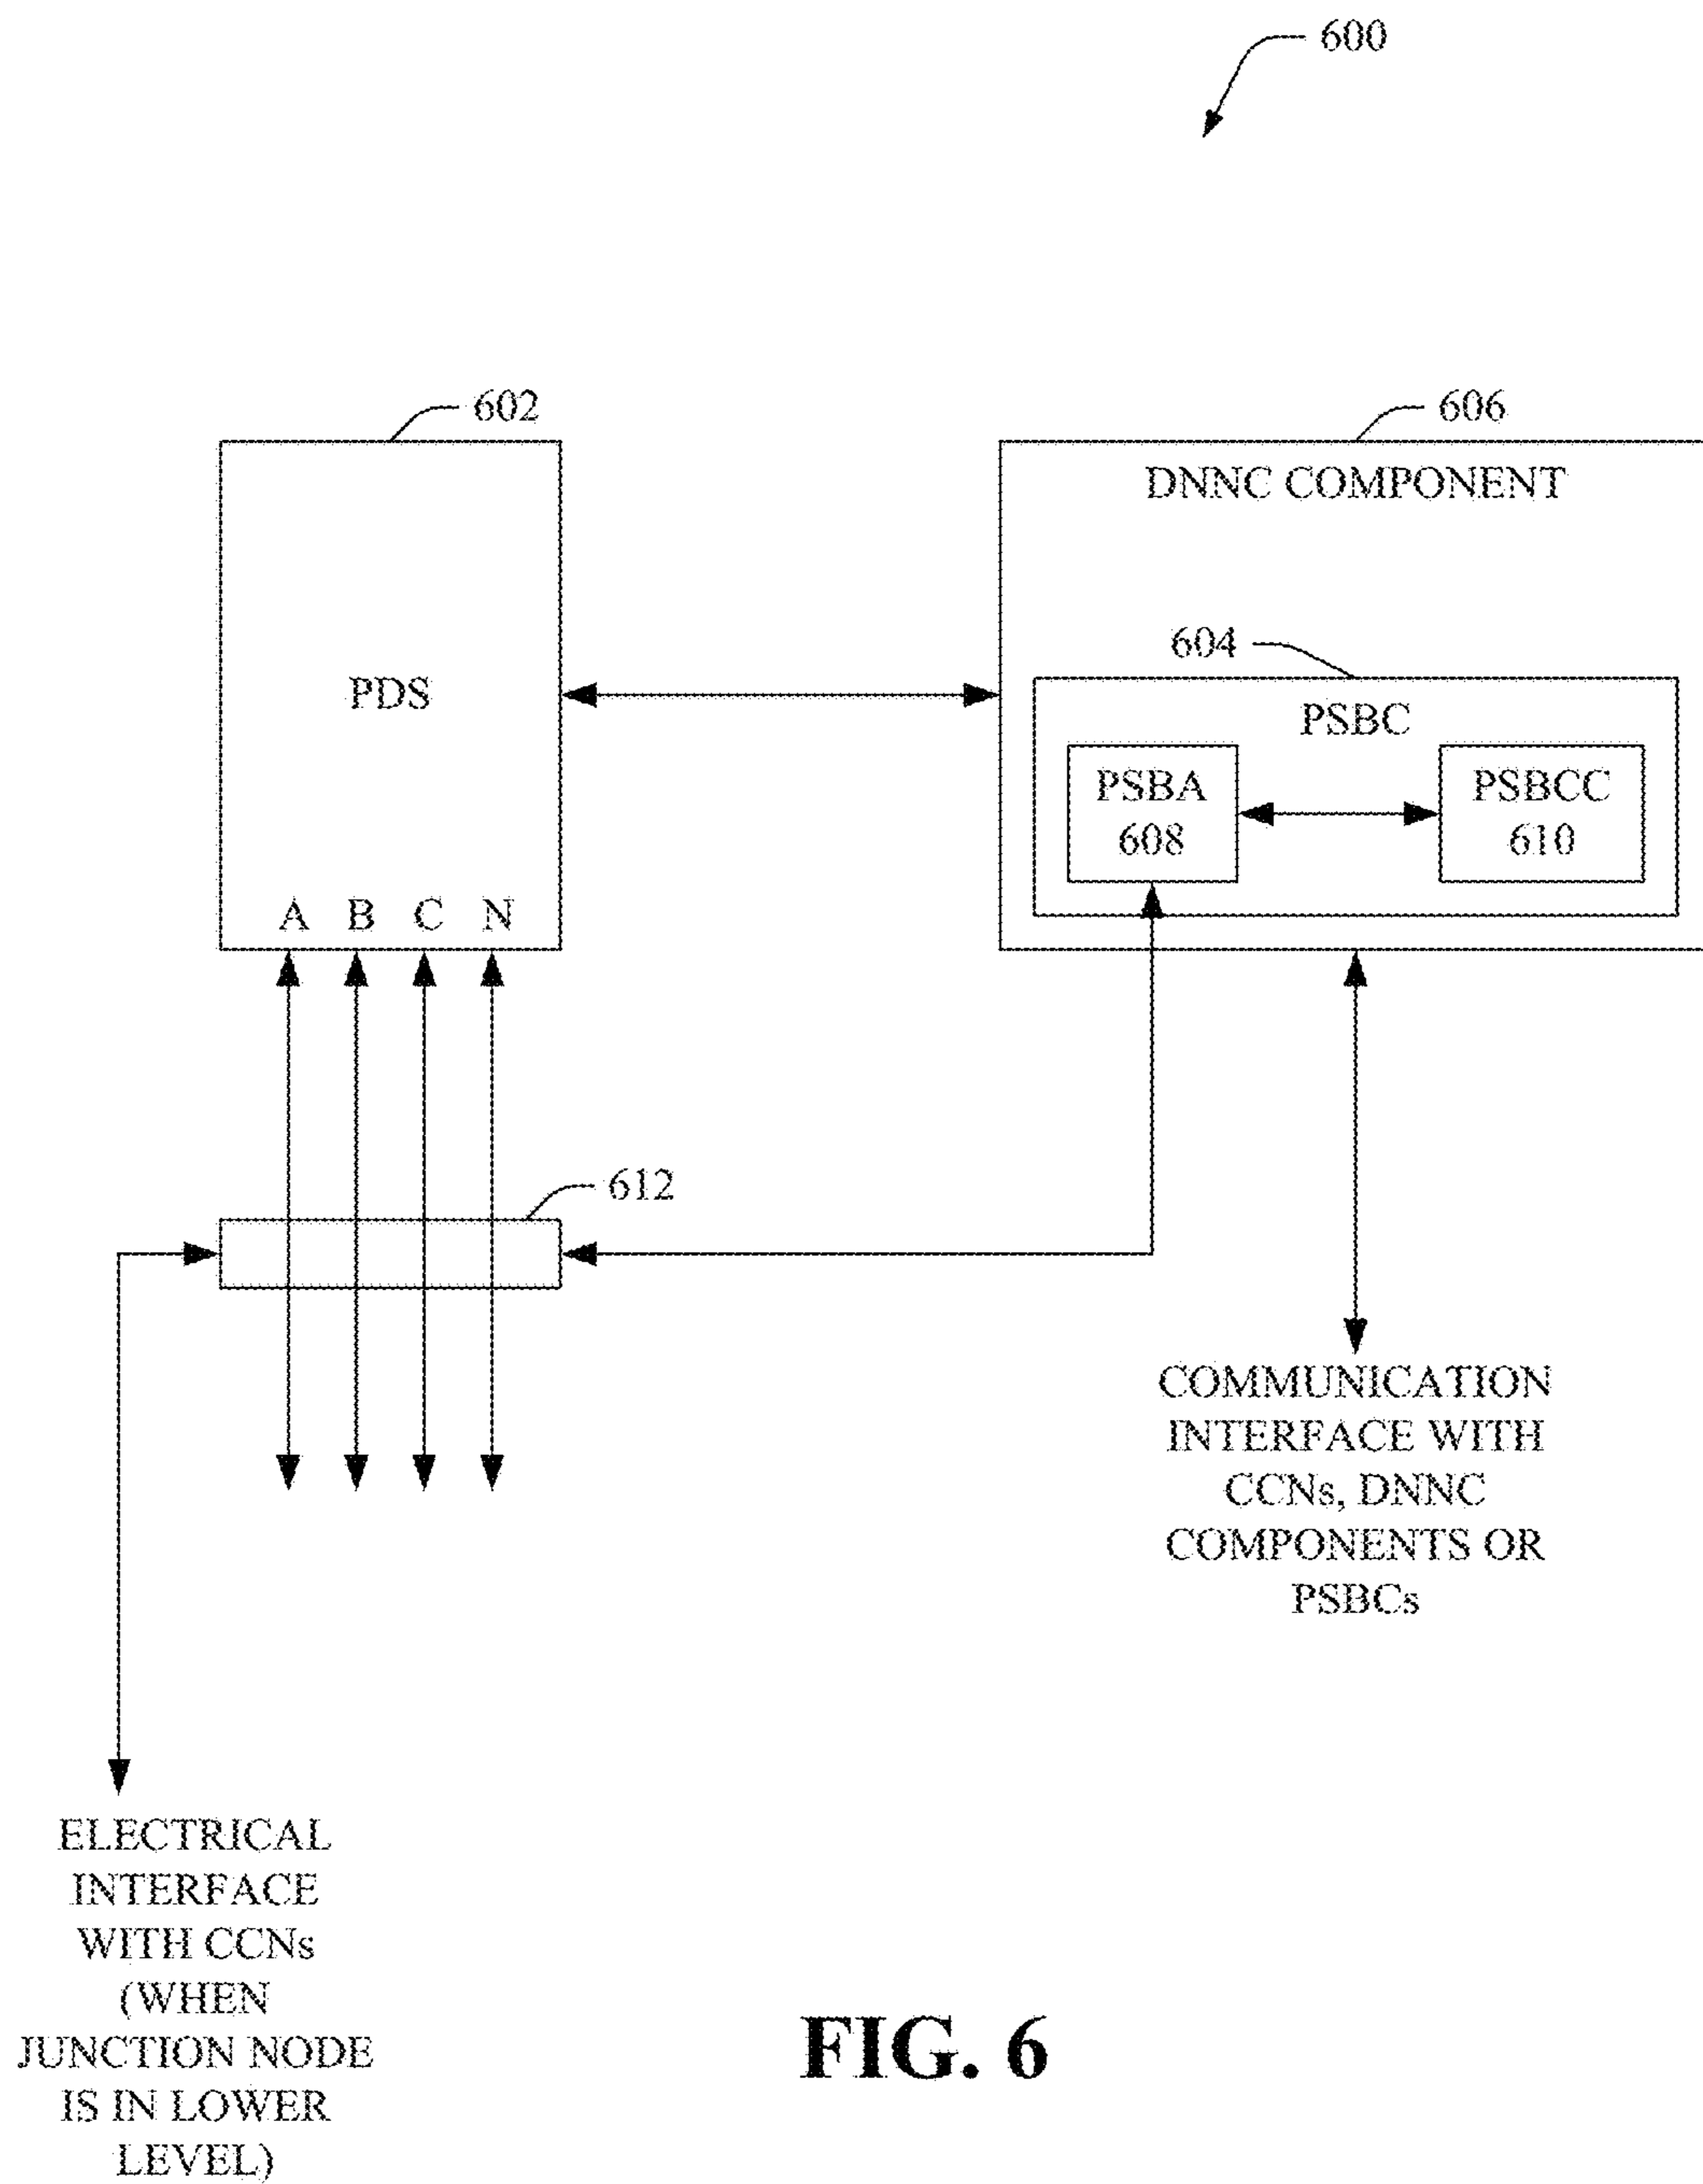 600
602
606
DNNC COMPONENT
604
PDS
PSBC
PSBA
608
PSBCC
610
A B C N
612
COMMUNICATION
INTERFACE WITH
CCNs, DNNC
COMPONENTS OR
PSBCs
ELECTRICAL
INTERFACE
WITH CCNs
(WHEN
JUNCTION NODE
IS IN LOWER
LEVEL)
FIG. 6